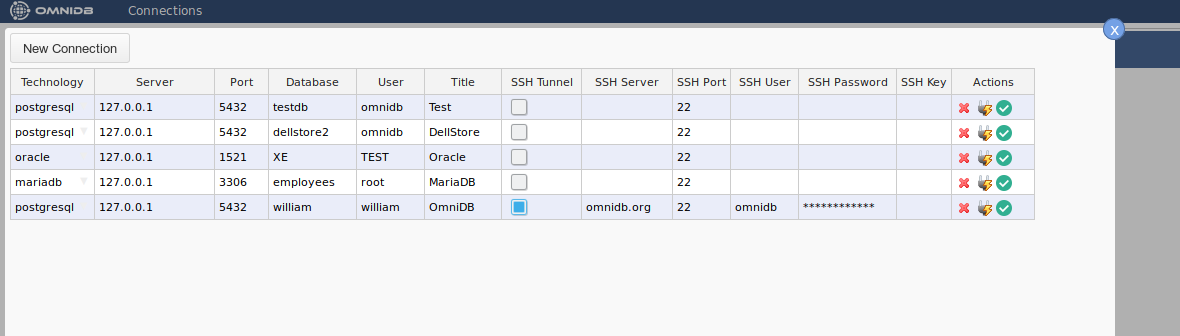 OMNIDB Connections
X
New Connection
Technology Server Port Database User Title SSH Tunnel SSH Server SSH Port SSH User SSH Password SSH Key Actions
postgresql 127.0.0.1 5432 testdb omnidb Test 22
postgresql 127.0.0.1 5432 dellstore2 omnidb DellStore 22
oracle 127.0.0.1 1521 XE TEST Oracle 22
mariadb 127.0.0.1 3306 employees root MariaDB 22
postgresql 127.0.0.1 5432 william william OmniDB omnidb.org 22 omnidb ************